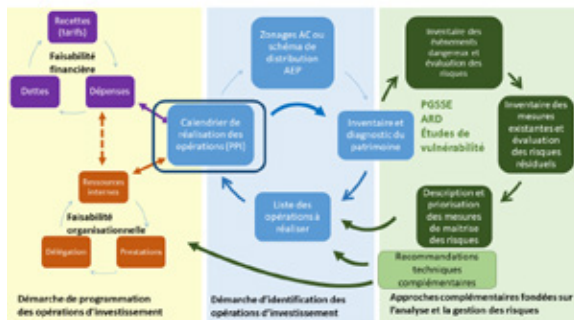 Recettes
(tarifs)
Faisabilité
financière
Dettes
Dépenses
Ressources
internes
Faisabilité
organisationnelle
Délégation
Prestations
Démarche de programmation
des opérations d'investissement
Calendrier de
réalisation des
opérations (PPI)
Zonages AC ou
schéma de
distribution
AEP
Inventaire et
diagnostic du
patrimoine
Liste des
opérations à
réaliser
Démarche d'identification des
opérations d'investissement
Inventaire des
évènements
dangereux et
évaluation des
risques
PGSSE
ARD
Études de
vulnérabilité
Inventaire des
mesures
existantes et
évaluation des
risques
résiduels
Description et
priorisation
des mesures
de maitrise des
risques
Recommandations
techniques
complémentaires
Approches complémentaires fondées sur
l'analyse et la gestion des risques